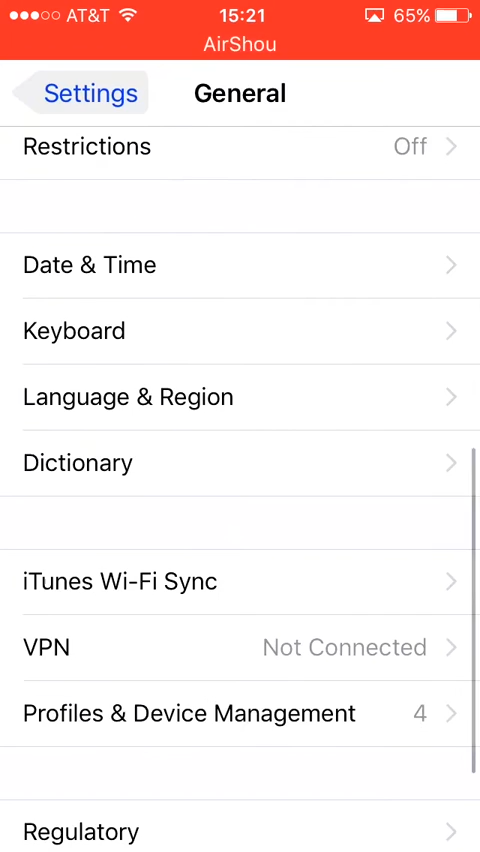 AT&T 15:21 65%
AirShou
Settings General
Restrictions Off
Date & Time
Keyboard
Language & Region
Dictionary
iTunes Wi-Fi Sync
VPN Not Connected
Profiles & Device Management 4
Regulatory